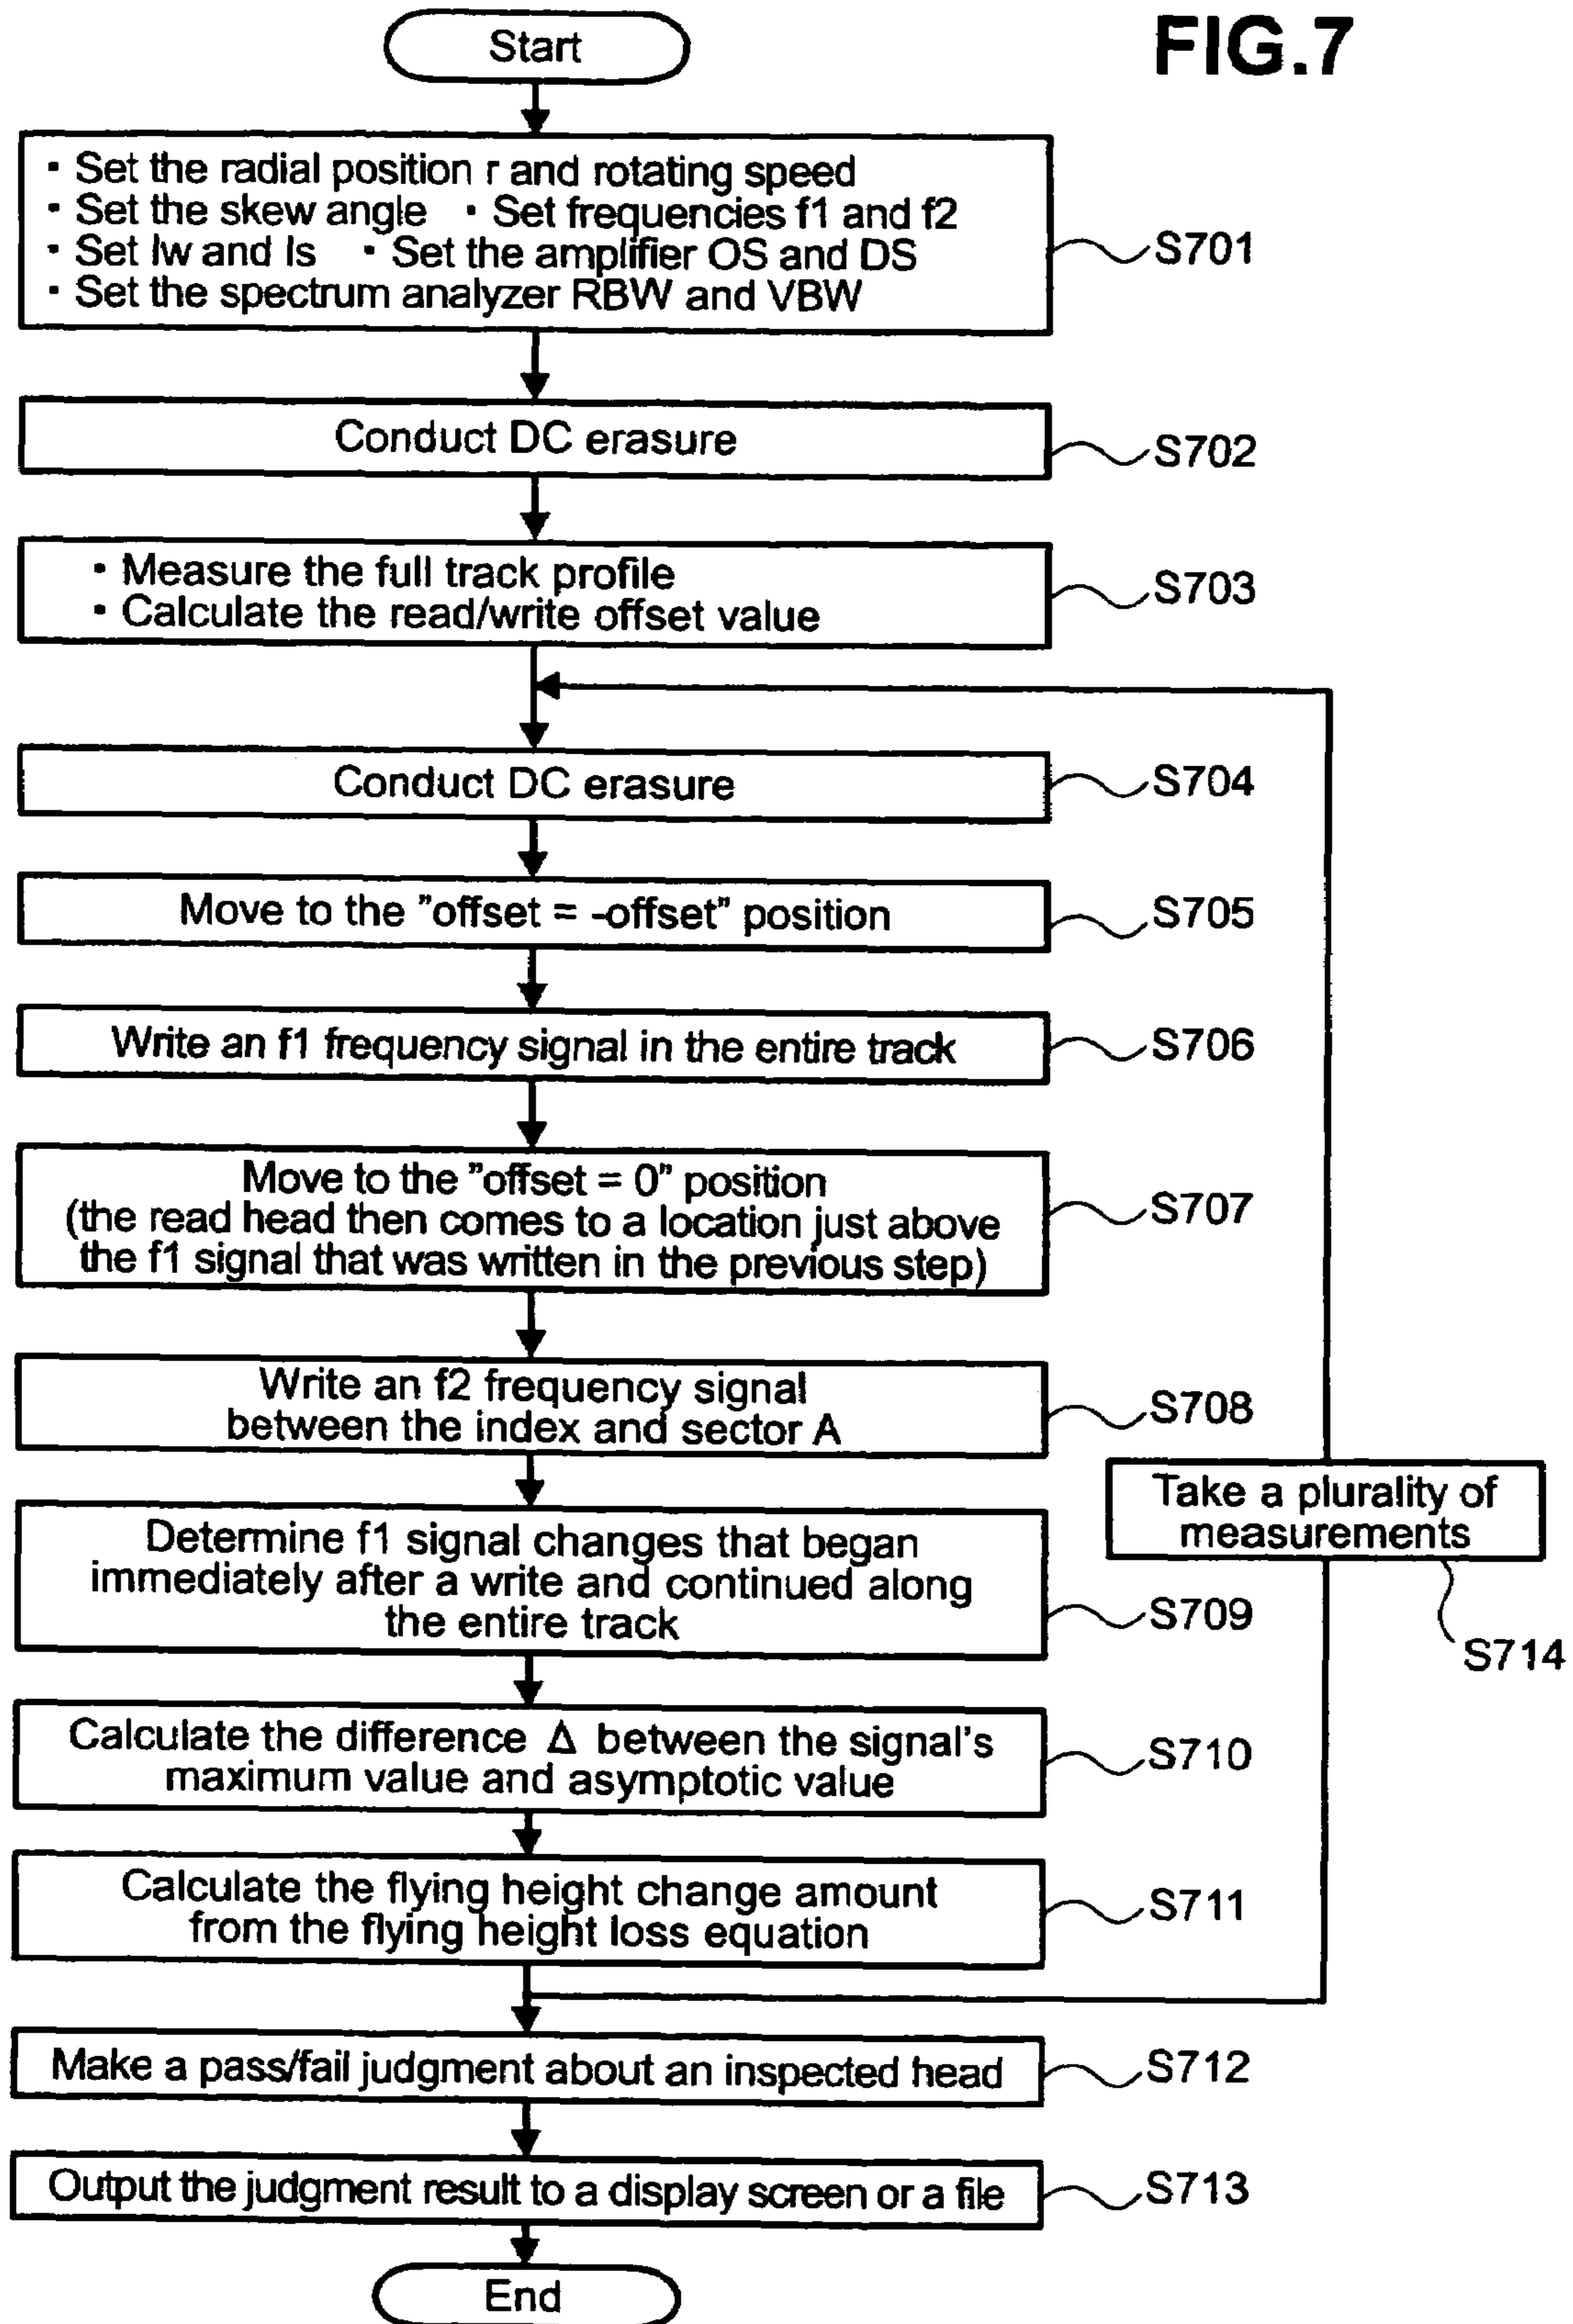 FIG.7
Start
· Set the radial position r and rotating speed
· Set the skew angle · Set frequencies f1 and f2
· Set Iw and Is · Set the amplifier OS and DS
· Set the spectrum analyzer RBW and VBW
S701
Conduct DC erasure
S702
· Measure the full track profile
· Calculate the read/write offset value
S703
Conduct DC erasure
S704
Move to the "offset = -offset" position
S705
Write an f1 frequency signal in the entire track
S706
Move to the "offset = 0" position
(the read head then comes to a location just above
the f1 signal that was written in the previous step)
S707
Write an f2 frequency signal
between the index and sector A
S708
Take a plurality of
measurements
S714
Determine f1 signal changes that began
immediately after a write and continued along
the entire track
S709
Calculate the difference Δ between the signal's
maximum value and asymptotic value
S710
Calculate the flying height change amount
from the flying height loss equation
S711
Make a pass/fail judgment about an inspected head
S712
Output the judgment result to a display screen or a file
S713
End